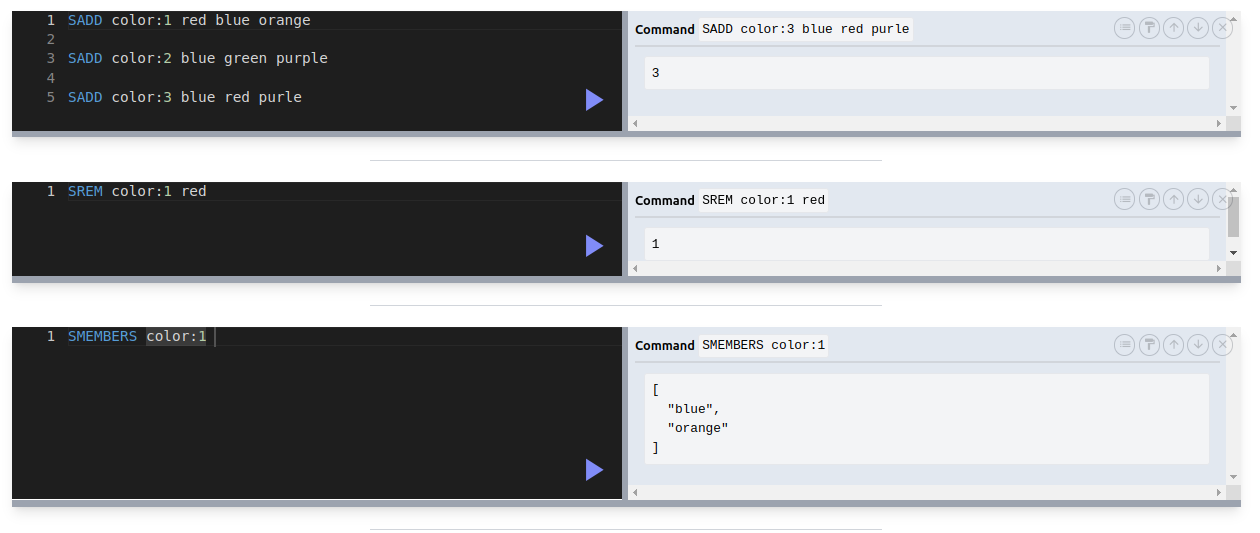 1 SADD color:1 red blue orange
2
3 SADD color:2 blue green purple
4
5 SADD color:3 blue red purle
Command SADD color:3 blue red purle
3
1 SREM color:1 red
Command SREM color:1 red
1
1 SMEMBERS color:1
Command SMEMBERS color:1
[
"blue",
"orange"
]